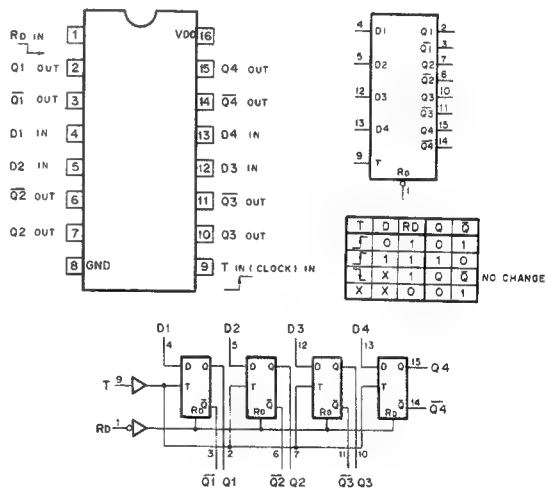 RD IN 1 VDD 16
Q1 OUT 2 15 Q4 OUT
Q̅1̅ OUT 3 14 Q̅4̅ OUT
D1 IN 4 13 D4 IN
D2 IN 5 12 D3 IN
Q̅2̅ OUT 6 11 Q̅3̅ OUT
Q2 OUT 7 10 Q3 OUT
8 GND 9 T IN (CLOCK) IN
4 D1 Q1 2
Q̅1̅ 3
5 D2 Q2 7
Q̅2̅ 6
12 D3 Q3 10
Q̅3̅ 11
13 D4 Q4 15
Q̅4̅ 14
9 T
RD
1
T D RD Q Q̅
0 1 0 1
1 1 1 0
X 1 Q Q̅ NO CHANGE
X X 0 0 1
D1 D2 D3 D4
4 5 12 13
D Q D Q D Q D Q 15 Q4
T 9 T T T T
Q̅ Q̅ Q̅ Q̅ 14 Q̅4̅
RD 1 RD RD RD RD
3 2 6 7 11 10
Q̅1̅ Q1 Q̅2̅ Q2 Q̅3̅ Q3